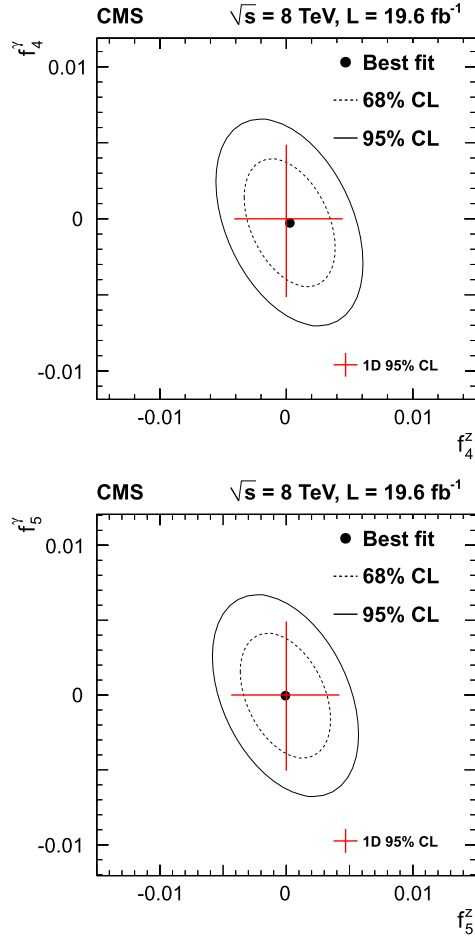 CMS √s = 8 TeV, L = 19.6 fb⁻¹
f₄^γ
0.01
0
-0.01
Best fit
68% CL
95% CL
1D 95% CL
-0.01 0 0.01
f₄^Z
CMS √s = 8 TeV, L = 19.6 fb⁻¹
f₅^γ
0.01
0
-0.01
Best fit
68% CL
95% CL
1D 95% CL
-0.01 0 0.01
f₅^Z